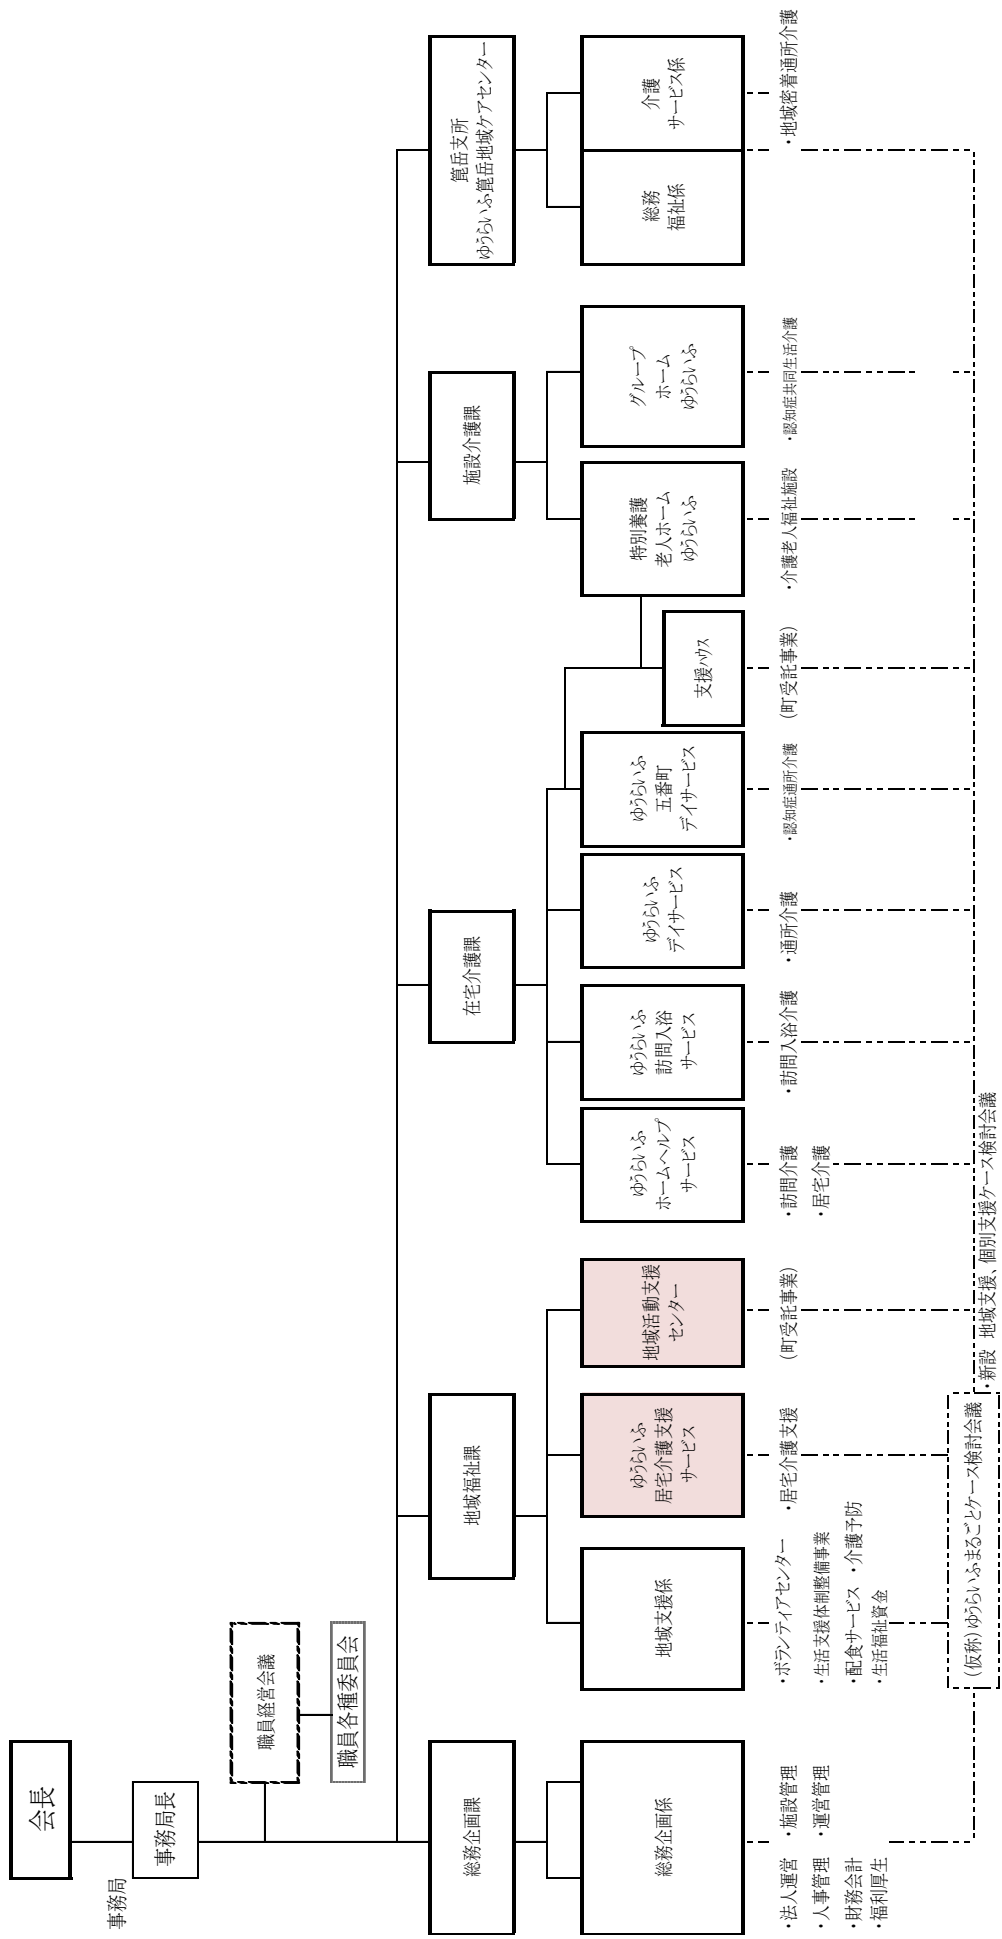 会長
事務局
事務局長
職員経営会議
職員各種委員会
総務企画課
地域福祉課
在宅介護課
施設介護課
箆岳支所
ゆうらいふ箆岳地域ケアセンター
総務企画係
地域支援係
ゆうらいふ
居宅介護支援
サービス
地域活動支援
センター
ゆうらいふ
ホームヘルプ
サービス
ゆうらいふ
訪問入浴
サービス
ゆうらいふ
デイサービス
ゆうらいふ
五番町
デイサービス
支援ハウス
特別養護
老人ホーム
ゆうらいふ
グループ
ホーム
ゆうらいふ
総務
福祉係
介護
サービス係
・法人運営 ・施設管理
・人事管理 ・運営管理
・財務会計
・福利厚生
・ボランティアセンター
・生活支援体制整備事業
・配食サービス ・介護予防
・生活福祉資金
・居宅介護支援
(町受託事業)
・訪問介護
・居宅介護
・訪問入浴介護
・通所介護
・認知症通所介護
(町受託事業)
・介護老人福祉施設
・認知症共同生活介護
・地域密着通所介護
(仮称)ゆうらいふまるごとケース検討会議
・新設 地域支援、個別支援ケース検討会議